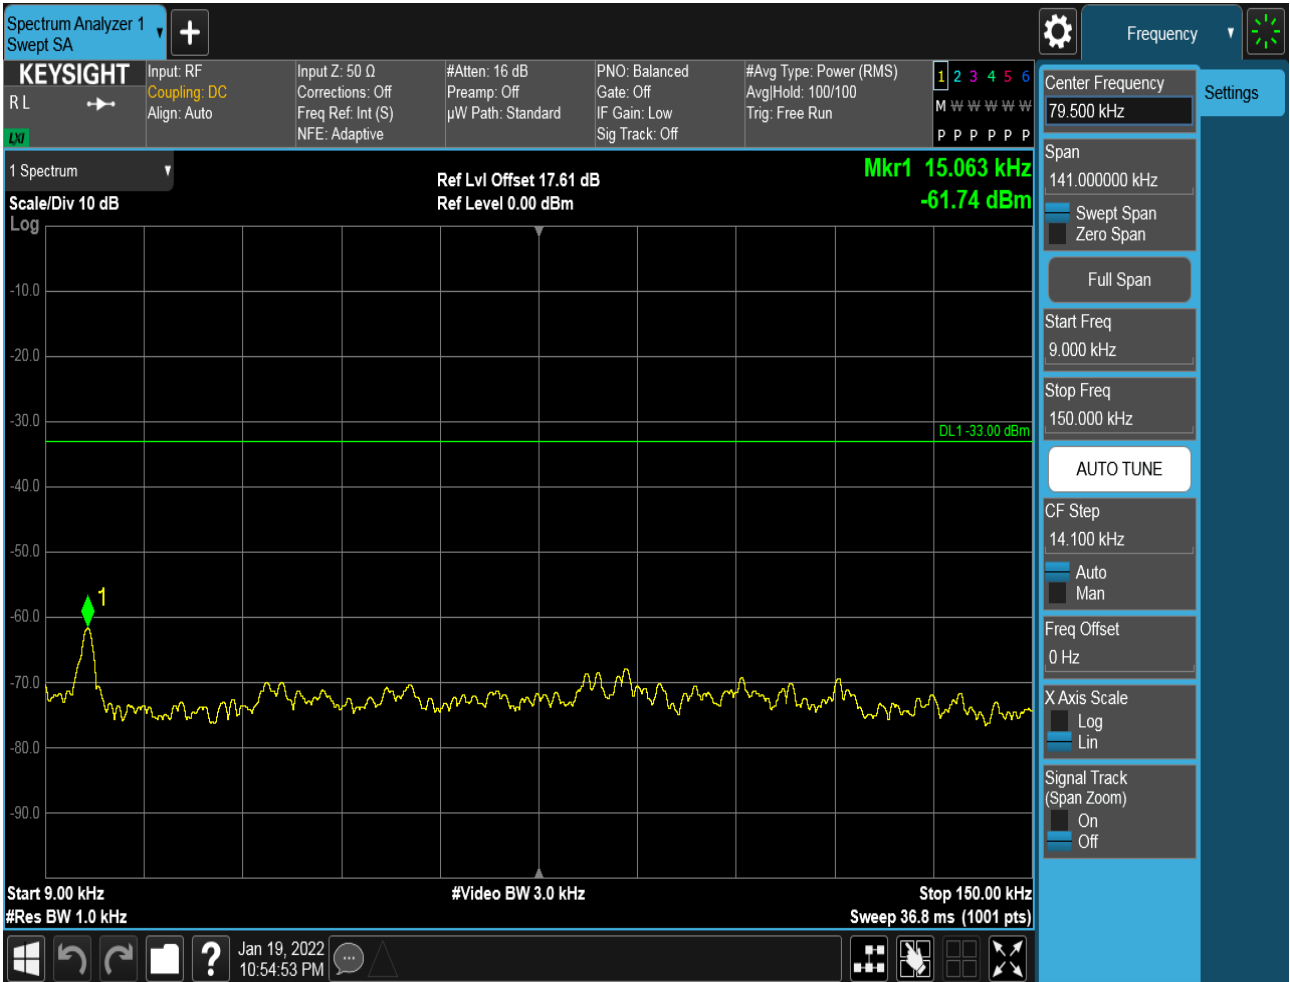 Spectrum Analyzer 1
Swept SA
Frequency
KEYSIGHT
R L
LXI
Input: RF
Coupling: DC
Align: Auto
Input Z: 50 Ω
Corrections: Off
Freq Ref: Int (S)
NFE: Adaptive
#Atten: 16 dB
Preamp: Off
µW Path: Standard
PNO: Balanced
Gate: Off
IF Gain: Low
Sig Track: Off
#Avg Type: Power (RMS)
Avg|Hold: 100/100
Trig: Free Run
1 2 3 4 5 6
M W W W W W
P P P P P P
1 Spectrum
Scale/Div 10 dB
Log
Ref Lvl Offset 17.61 dB
Ref Level 0.00 dBm
Mkr1 15.063 kHz
-61.74 dBm
-10.0
-20.0
-30.0
DL1 -33.00 dBm
-40.0
-50.0
1
-60.0
-70.0
-80.0
-90.0
Start 9.00 kHz
#Res BW 1.0 kHz
#Video BW 3.0 kHz
Stop 150.00 kHz
Sweep 36.8 ms (1001 pts)
Center Frequency
79.500 kHz
Settings
Span
141.000000 kHz
Swept Span
Zero Span
Full Span
Start Freq
9.000 kHz
Stop Freq
150.000 kHz
AUTO TUNE
CF Step
14.100 kHz
Auto
Man
Freq Offset
0 Hz
X Axis Scale
Log
Lin
Signal Track
(Span Zoom)
On
Off
?
Jan 19, 2022
10:54:53 PM